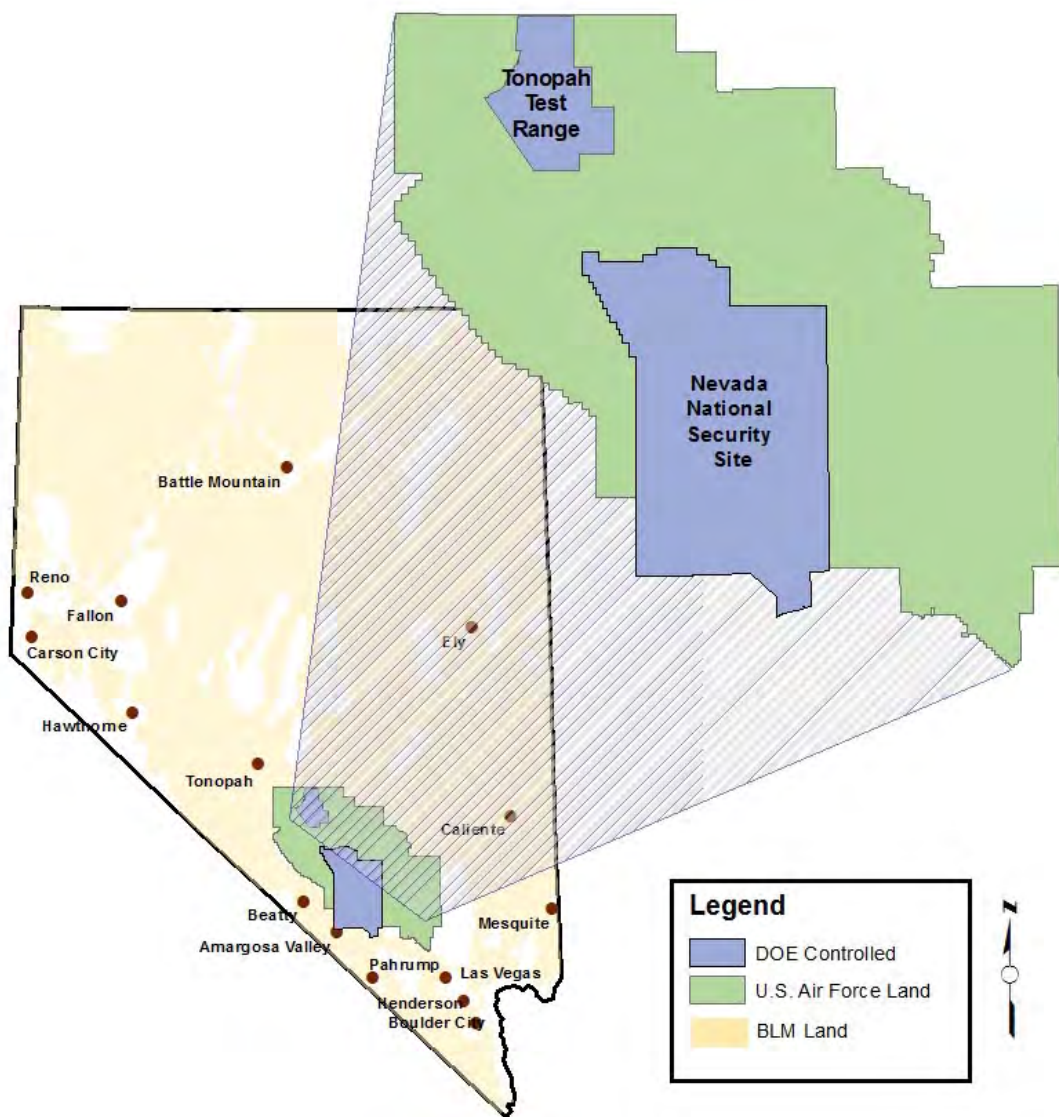 Tonopah
Test
Range
Nevada
National
Security
Site
Battle Mountain
Reno
Fallon
Carson City
Ely
Hawthorne
Tonopah
Caliente
Beatty
Mesquite
Amargosa Valley
Pahrump
Las Vegas
Henderson
Boulder City
Legend
DOE Controlled
U.S. Air Force Land
BLM Land
N